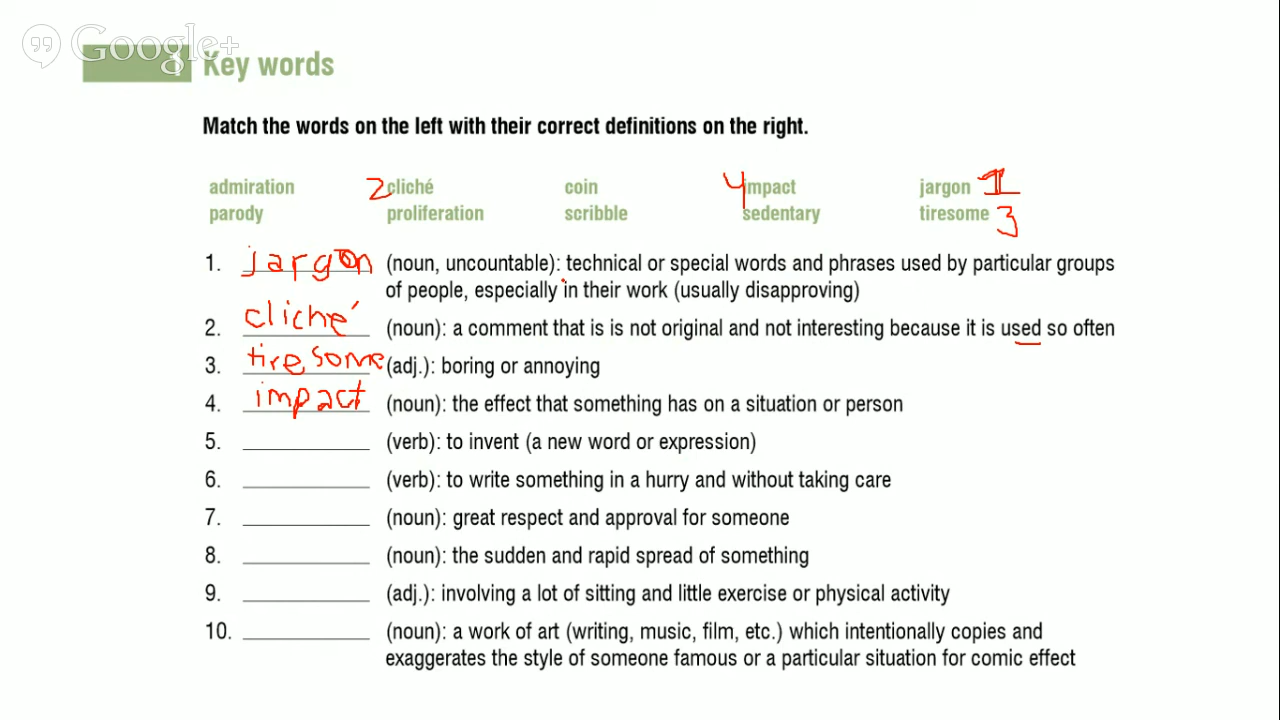 Google+
1 Key words
Match the words on the left with their correct definitions on the right.
admiration 2 cliché coin 4 impact jargon 1
parody proliferation scribble sedentary tiresome 3
1. jargon (noun, uncountable): technical or special words and phrases used by particular groups
of people, especially in their work (usually disapproving)
2. cliché (noun): a comment that is is not original and not interesting because it is used so often
3. tiresome (adj.): boring or annoying
4. impact (noun): the effect that something has on a situation or person
5. ____________ (verb): to invent (a new word or expression)
6. ____________ (verb): to write something in a hurry and without taking care
7. ____________ (noun): great respect and approval for someone
8. ____________ (noun): the sudden and rapid spread of something
9. ____________ (adj.): involving a lot of sitting and little exercise or physical activity
10. ____________ (noun): a work of art (writing, music, film, etc.) which intentionally copies and
exaggerates the style of someone famous or a particular situation for comic effect